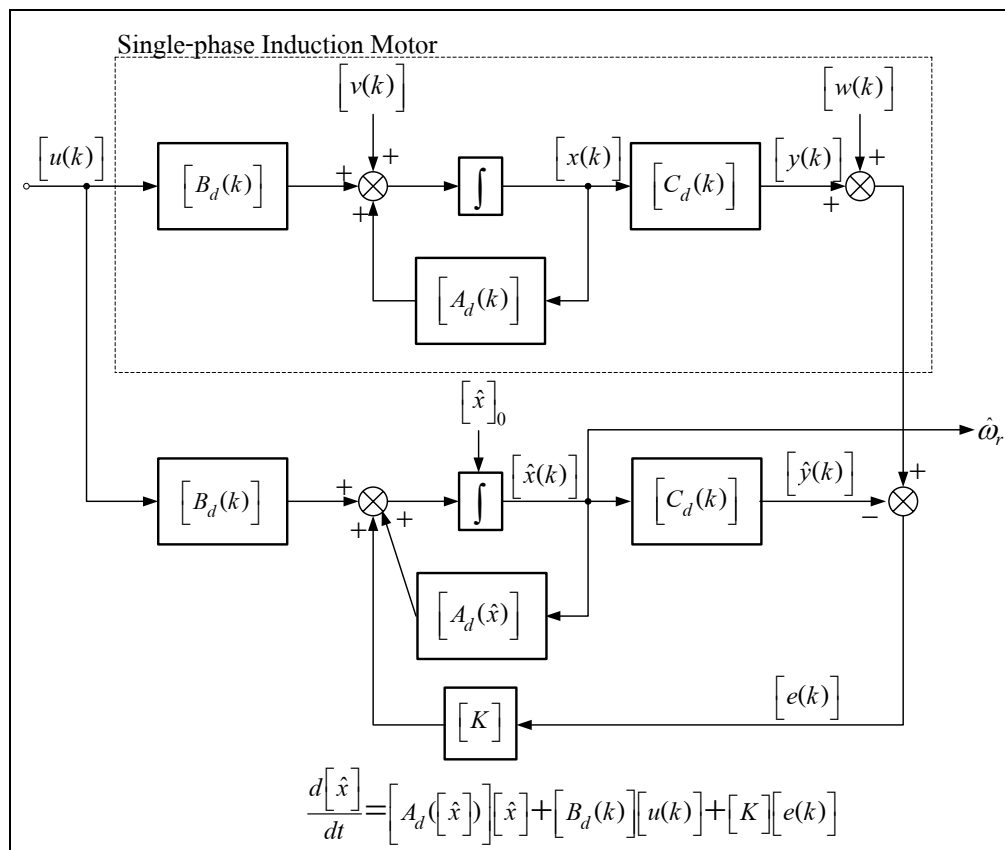 Single-phase Induction Motor
[v(k)]
[w(k)]
[u(k)]
[B_d(k)]
+
+
+
∫
[x(k)]
[C_d(k)]
[y(k)]
+
+
[A_d(k)]
[x̂]_0
ω̂_r
[B_d(k)]
+
+
+
∫
[x̂(k)]
[C_d(k)]
[ŷ(k)]
+
−
[A_d(x̂)]
[K]
[e(k)]
d[x̂]/dt=[A_d([x̂])][x̂]+[B_d(k)][u(k)]+[K][e(k)]